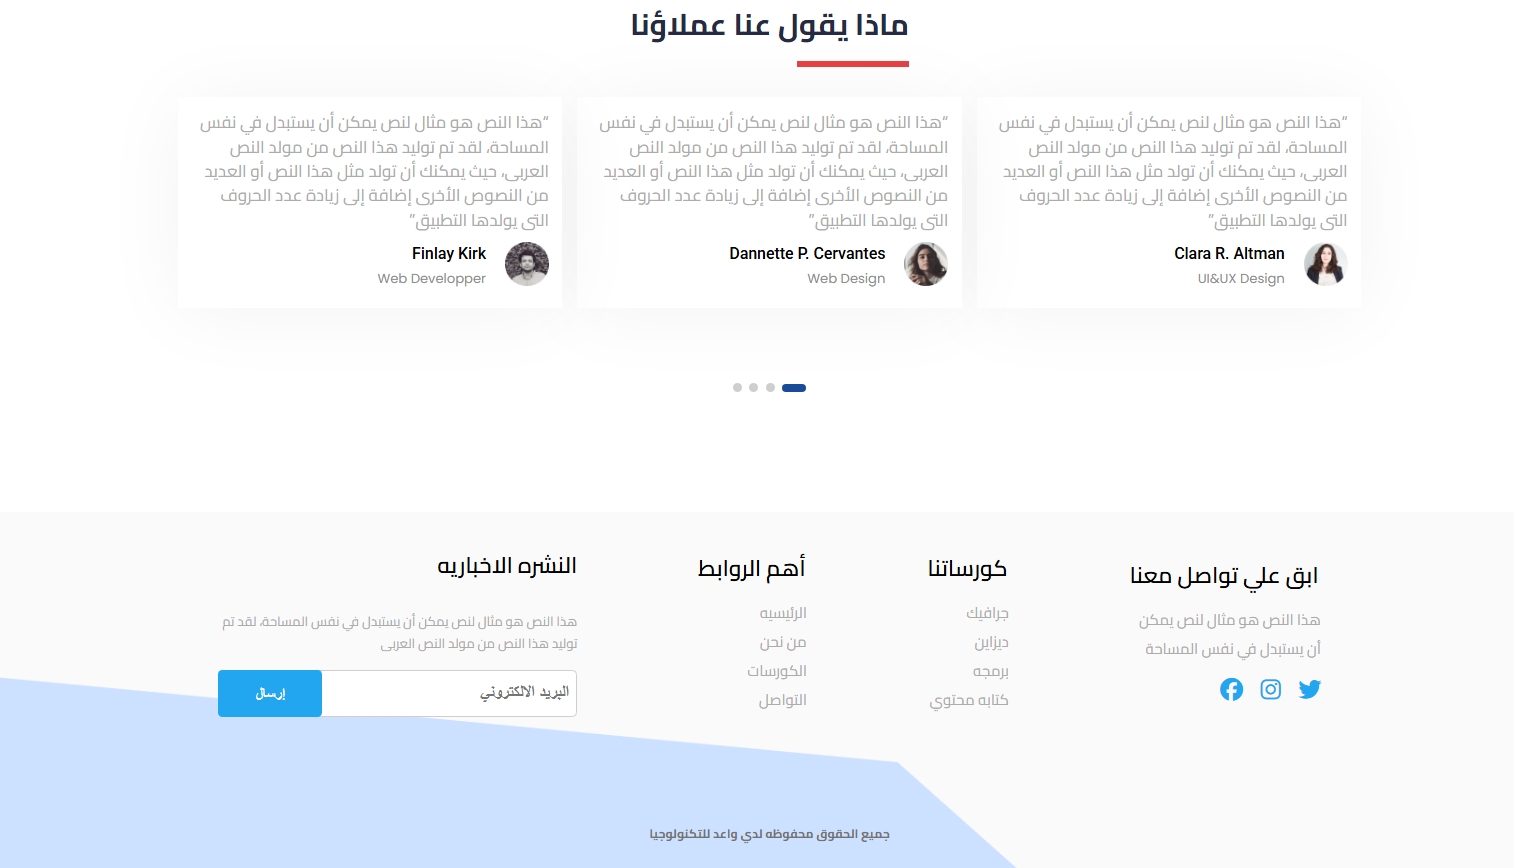 ماذا يقول عنا عملاؤنا
“هذا النص هو مثال لنص يمكن أن يستبدل في نفس
المساحة، لقد تم توليد هذا النص من مولد النص
العربى، حيث يمكنك أن تولد مثل هذا النص أو العديد
من النصوص الأخرى إضافة إلى زيادة عدد الحروف
التى يولدها التطبيق.”
Clara R. Altman
UI&UX Design
“هذا النص هو مثال لنص يمكن أن يستبدل في نفس
المساحة، لقد تم توليد هذا النص من مولد النص
العربى، حيث يمكنك أن تولد مثل هذا النص أو العديد
من النصوص الأخرى إضافة إلى زيادة عدد الحروف
التى يولدها التطبيق.”
Dannette P. Cervantes
Web Design
“هذا النص هو مثال لنص يمكن أن يستبدل في نفس
المساحة، لقد تم توليد هذا النص من مولد النص
العربى، حيث يمكنك أن تولد مثل هذا النص أو العديد
من النصوص الأخرى إضافة إلى زيادة عدد الحروف
التى يولدها التطبيق.”
Finlay Kirk
Web Developper
ابق علي تواصل معنا
هذا النص هو مثال لنص يمكن
أن يستبدل في نفس المساحة
كورساتنا
جرافيك
ديزاين
برمجه
كتابه محتوي
أهم الروابط
الرئيسيه
من نحن
الكورسات
التواصل
النشره الاخباريه
هذا النص هو مثال لنص يمكن أن يستبدل في نفس المساحة، لقد تم
توليد هذا النص من مولد النص العربى
البريد الالكتروني
إرسال
جميع الحقوق محفوظه لدي واعد للتكنولوجيا